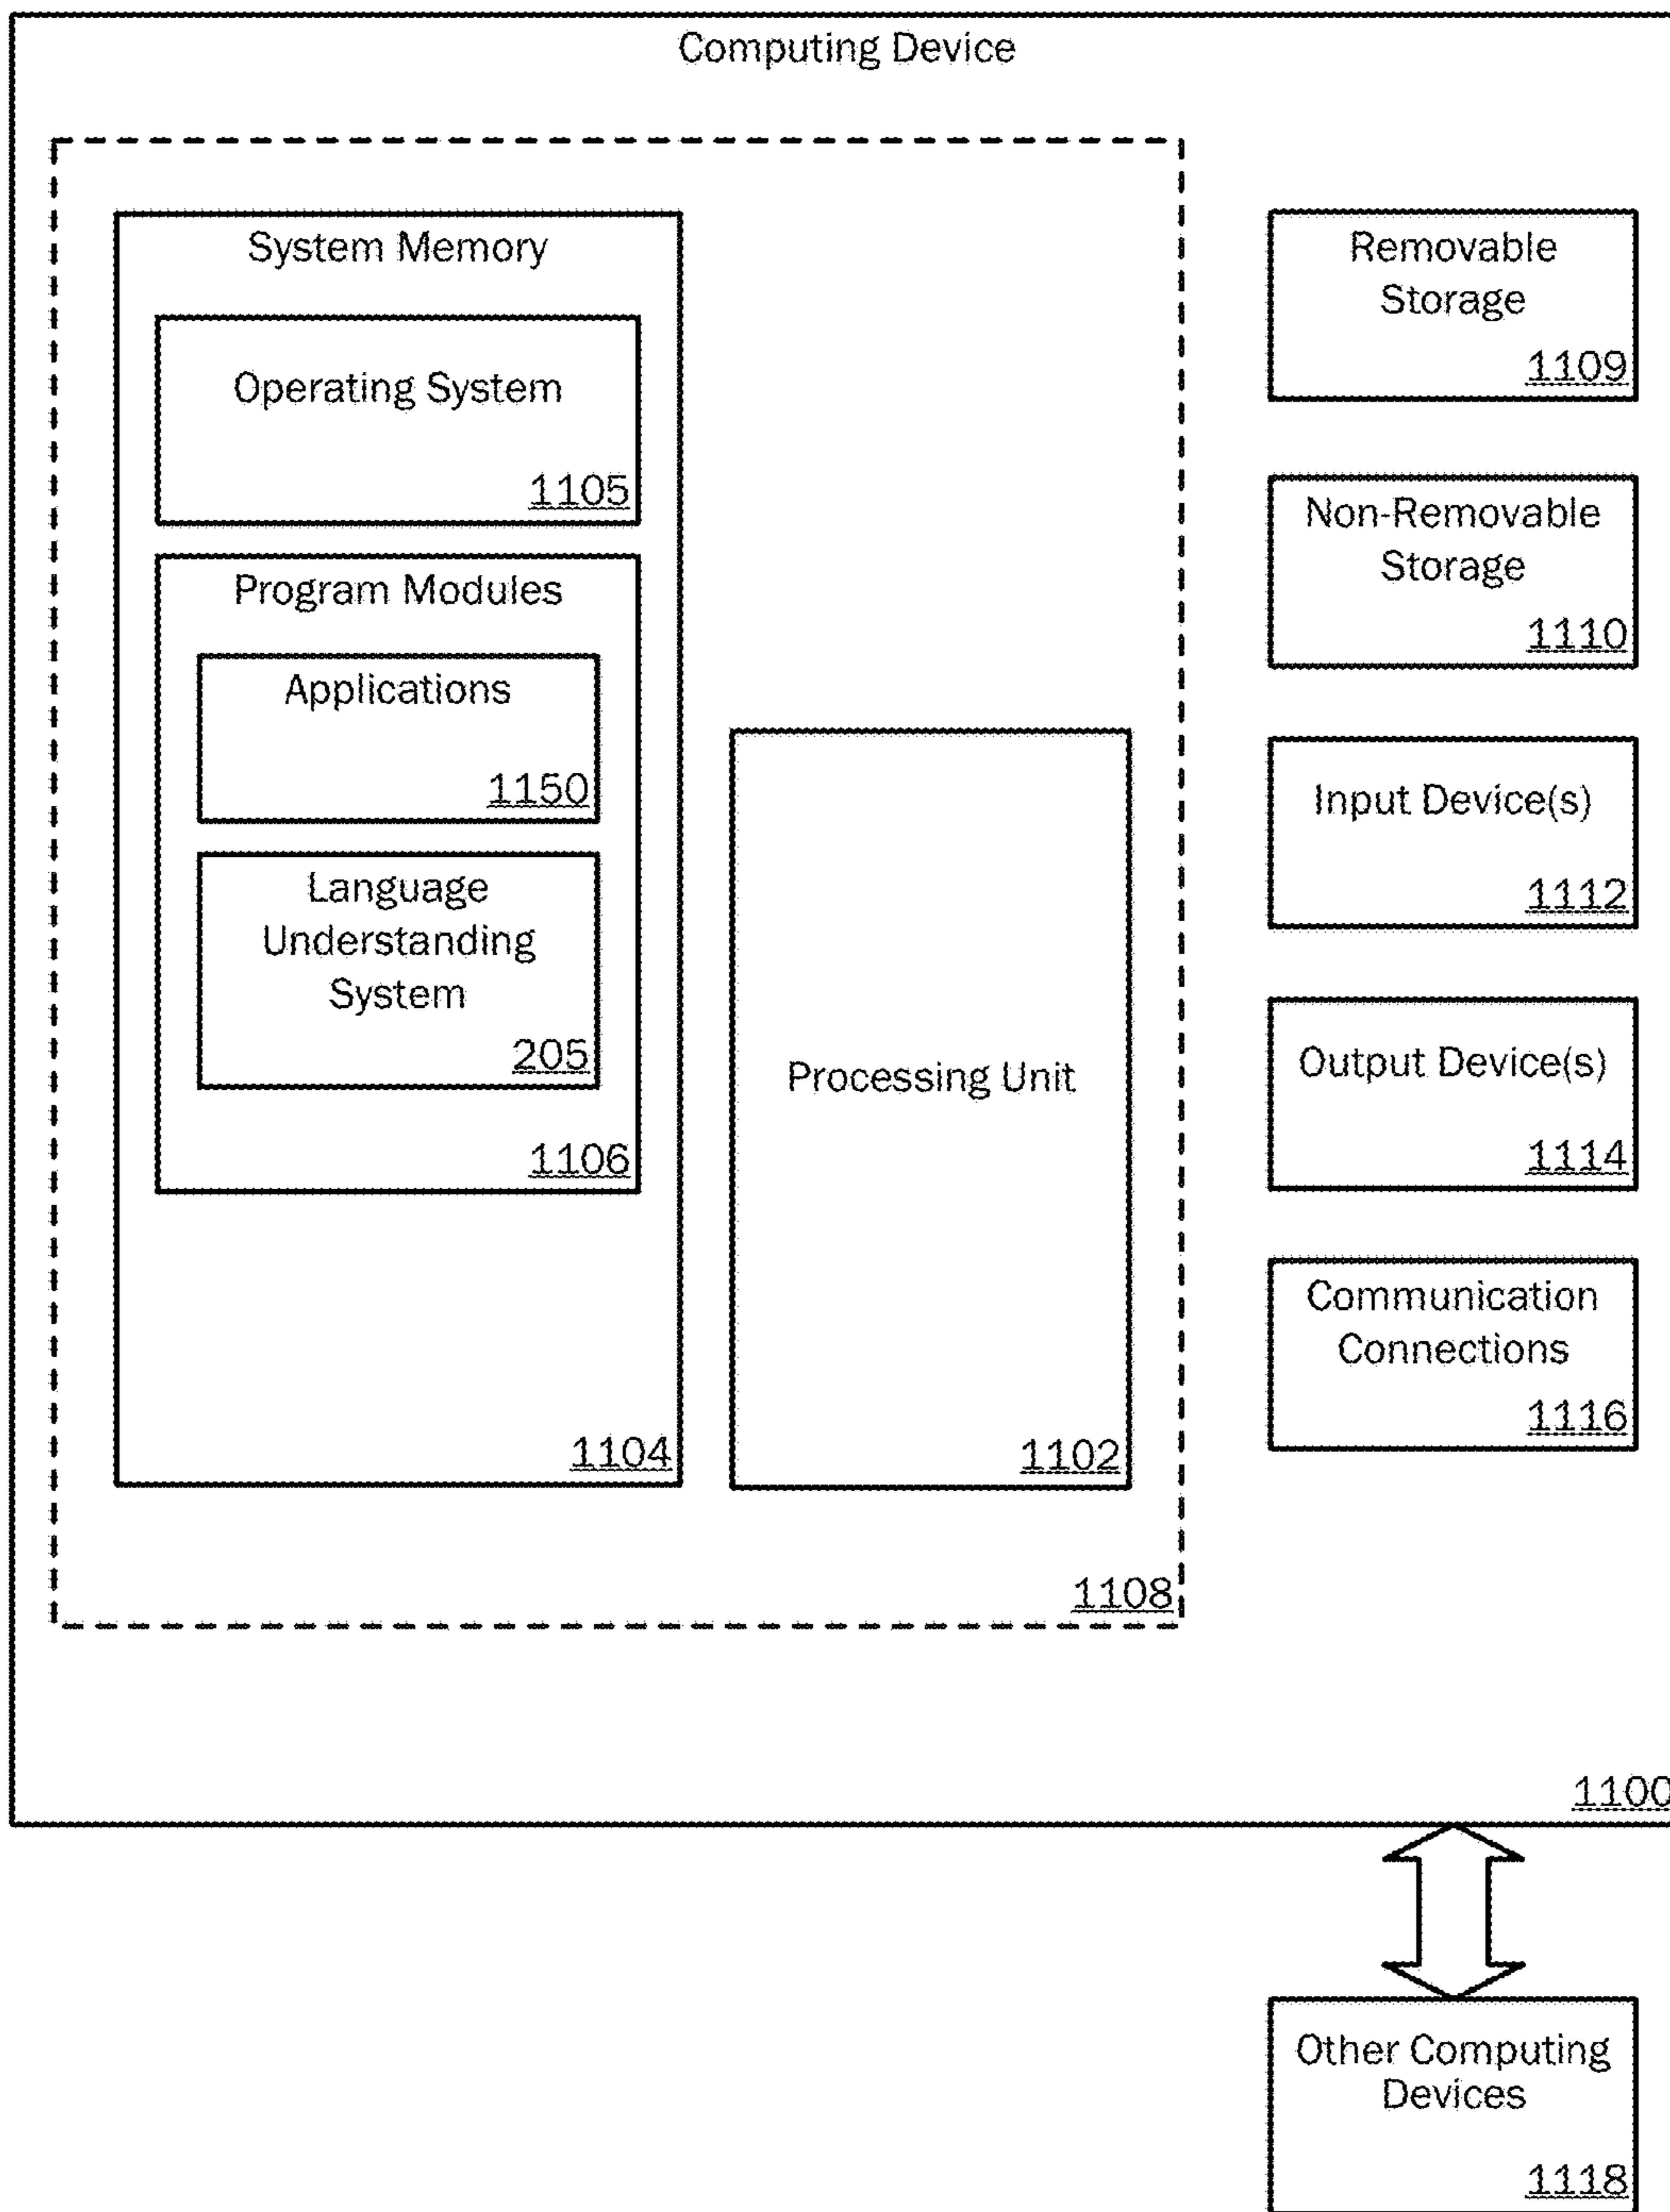 Computing Device
System Memory
Operating System
1105
Program Modules
Applications
1150
Language
Understanding
System
205
1106
1104
Processing Unit
1102
1108
Removable
Storage
1109
Non-Removable
Storage
1110
Input Device(s)
1112
Output Device(s)
1114
Communication
Connections
1116
1100
Other Computing
Devices
1118